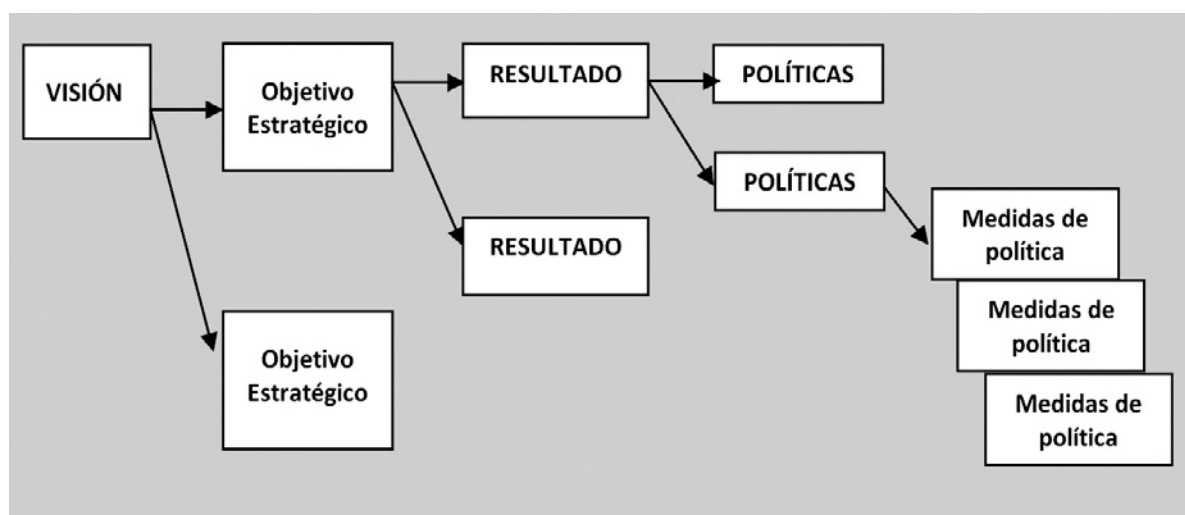 VISIÓN
Objetivo
Estratégico
RESULTADO
POLÍTICAS
POLÍTICAS
Medidas de
política
RESULTADO
Medidas de
política
Objetivo
Estratégico
Medidas de
política